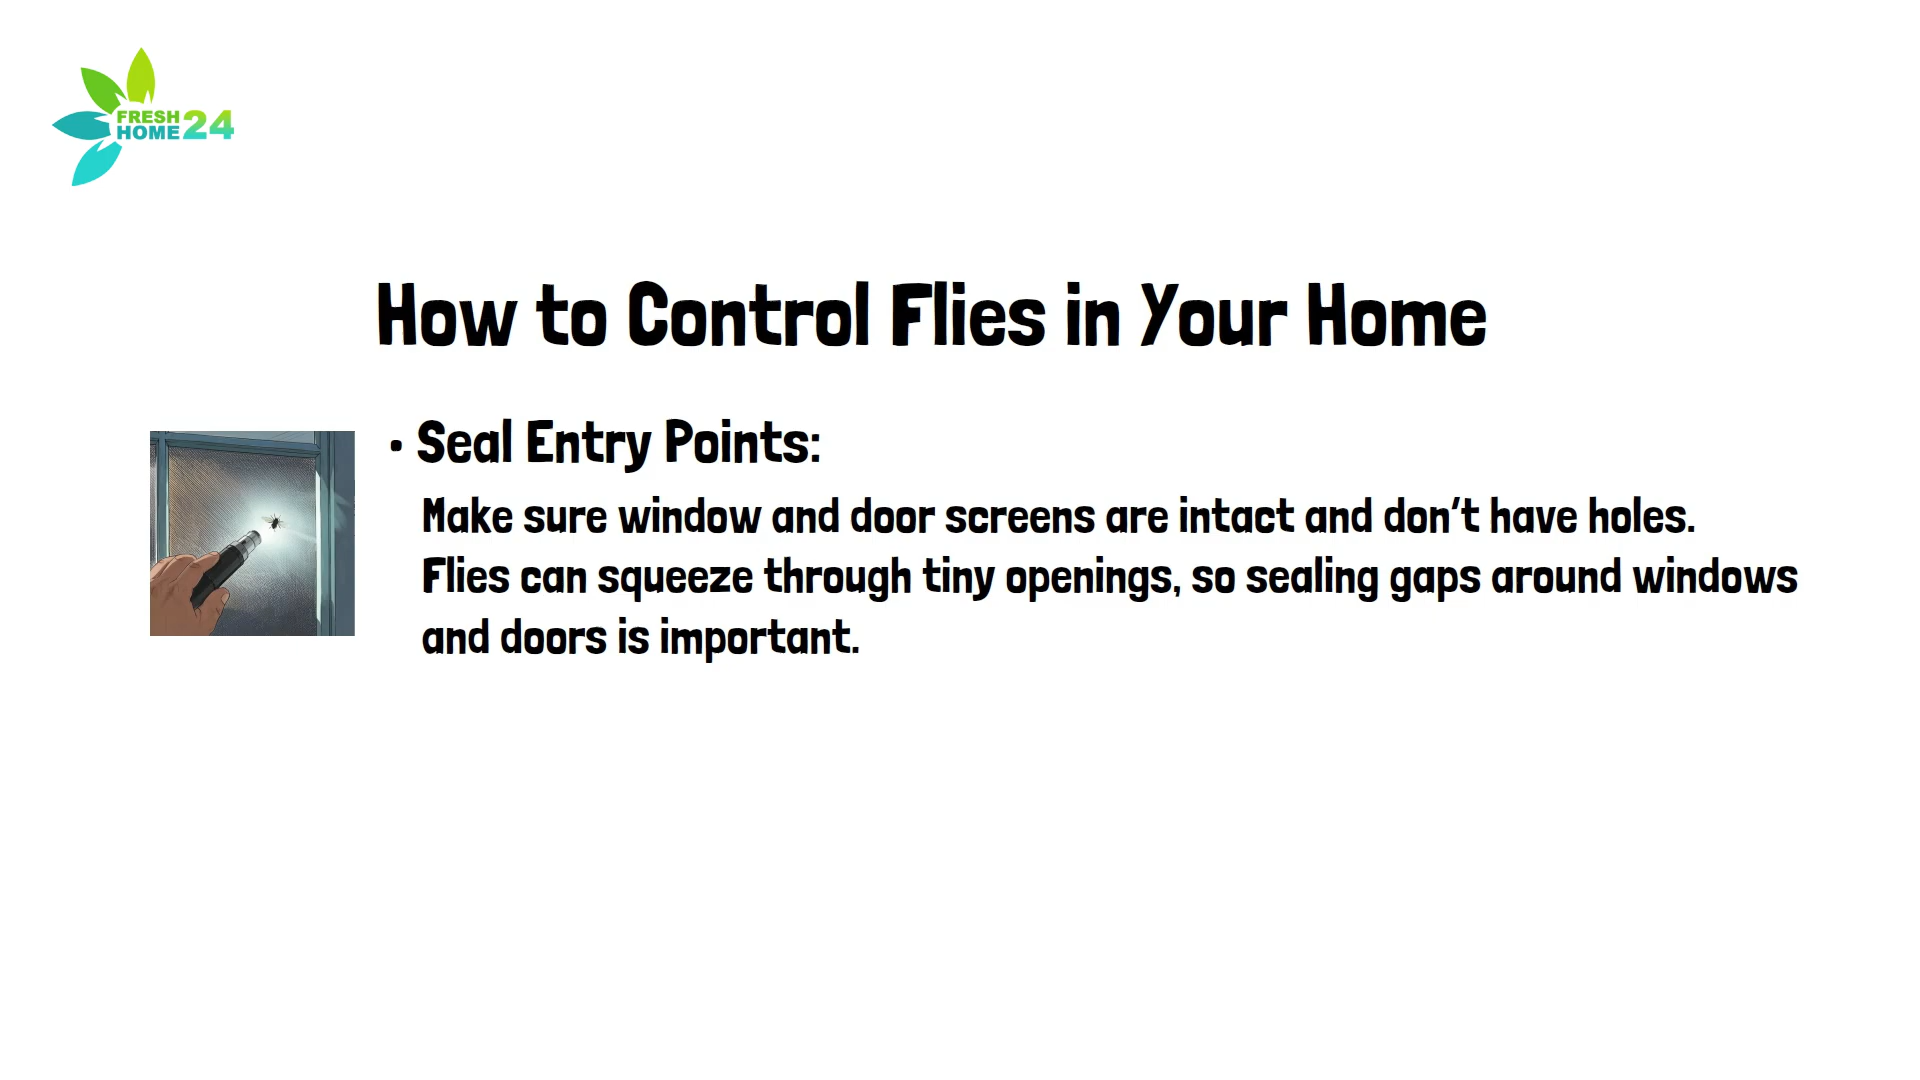 FRESH
HOME 24
How to Control Flies in Your Home
• Seal Entry Points:
Make sure window and door screens are intact and don't have holes.
Flies can squeeze through tiny openings, so sealing gaps around windows
and doors is important.